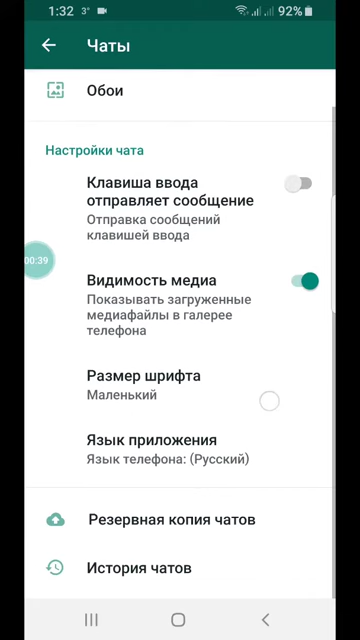 1:32 3° 92%
Чаты
Обои
Настройки чата
Клавиша ввода
отправляет сообщение
Отправка сообщений
клавишей ввода
00:39
Видимость медиа
Показывать загруженные
медиафайлы в галерее
телефона
Размер шрифта
Маленький
Язык приложения
Язык телефона: (Русский)
Резервная копия чатов
История чатов